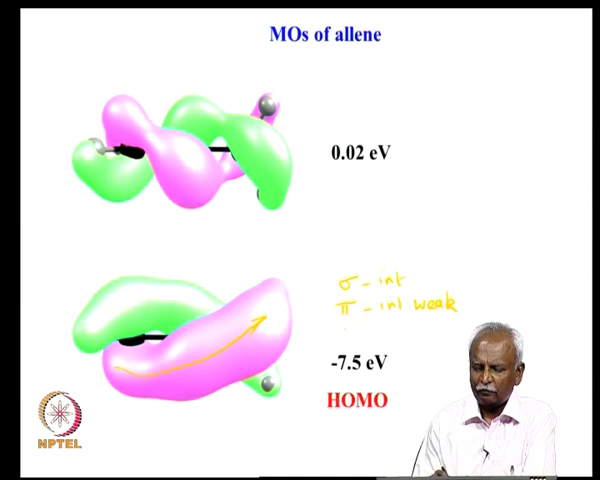 MOs of allene
0.02 eV
σ - int
π - int weak
-7.5 eV
HOMO
NPTEL